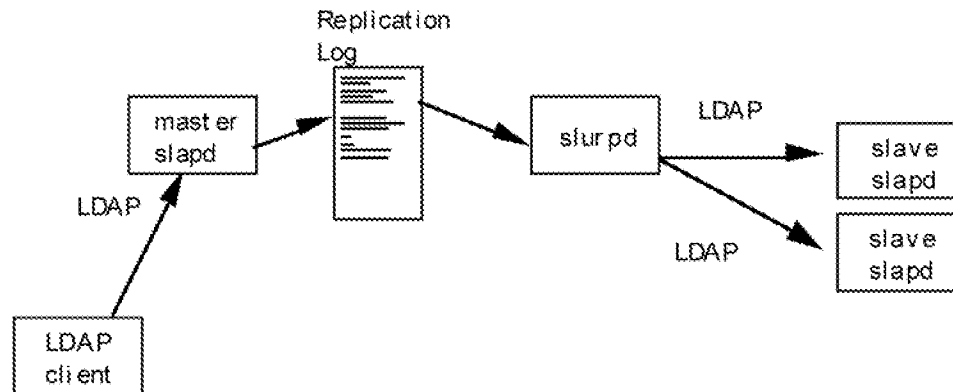 Replication
Log
master
slapd
LDAP
LDAP
client
slurpd
LDAP
LDAP
slave
slapd
slave
slapd